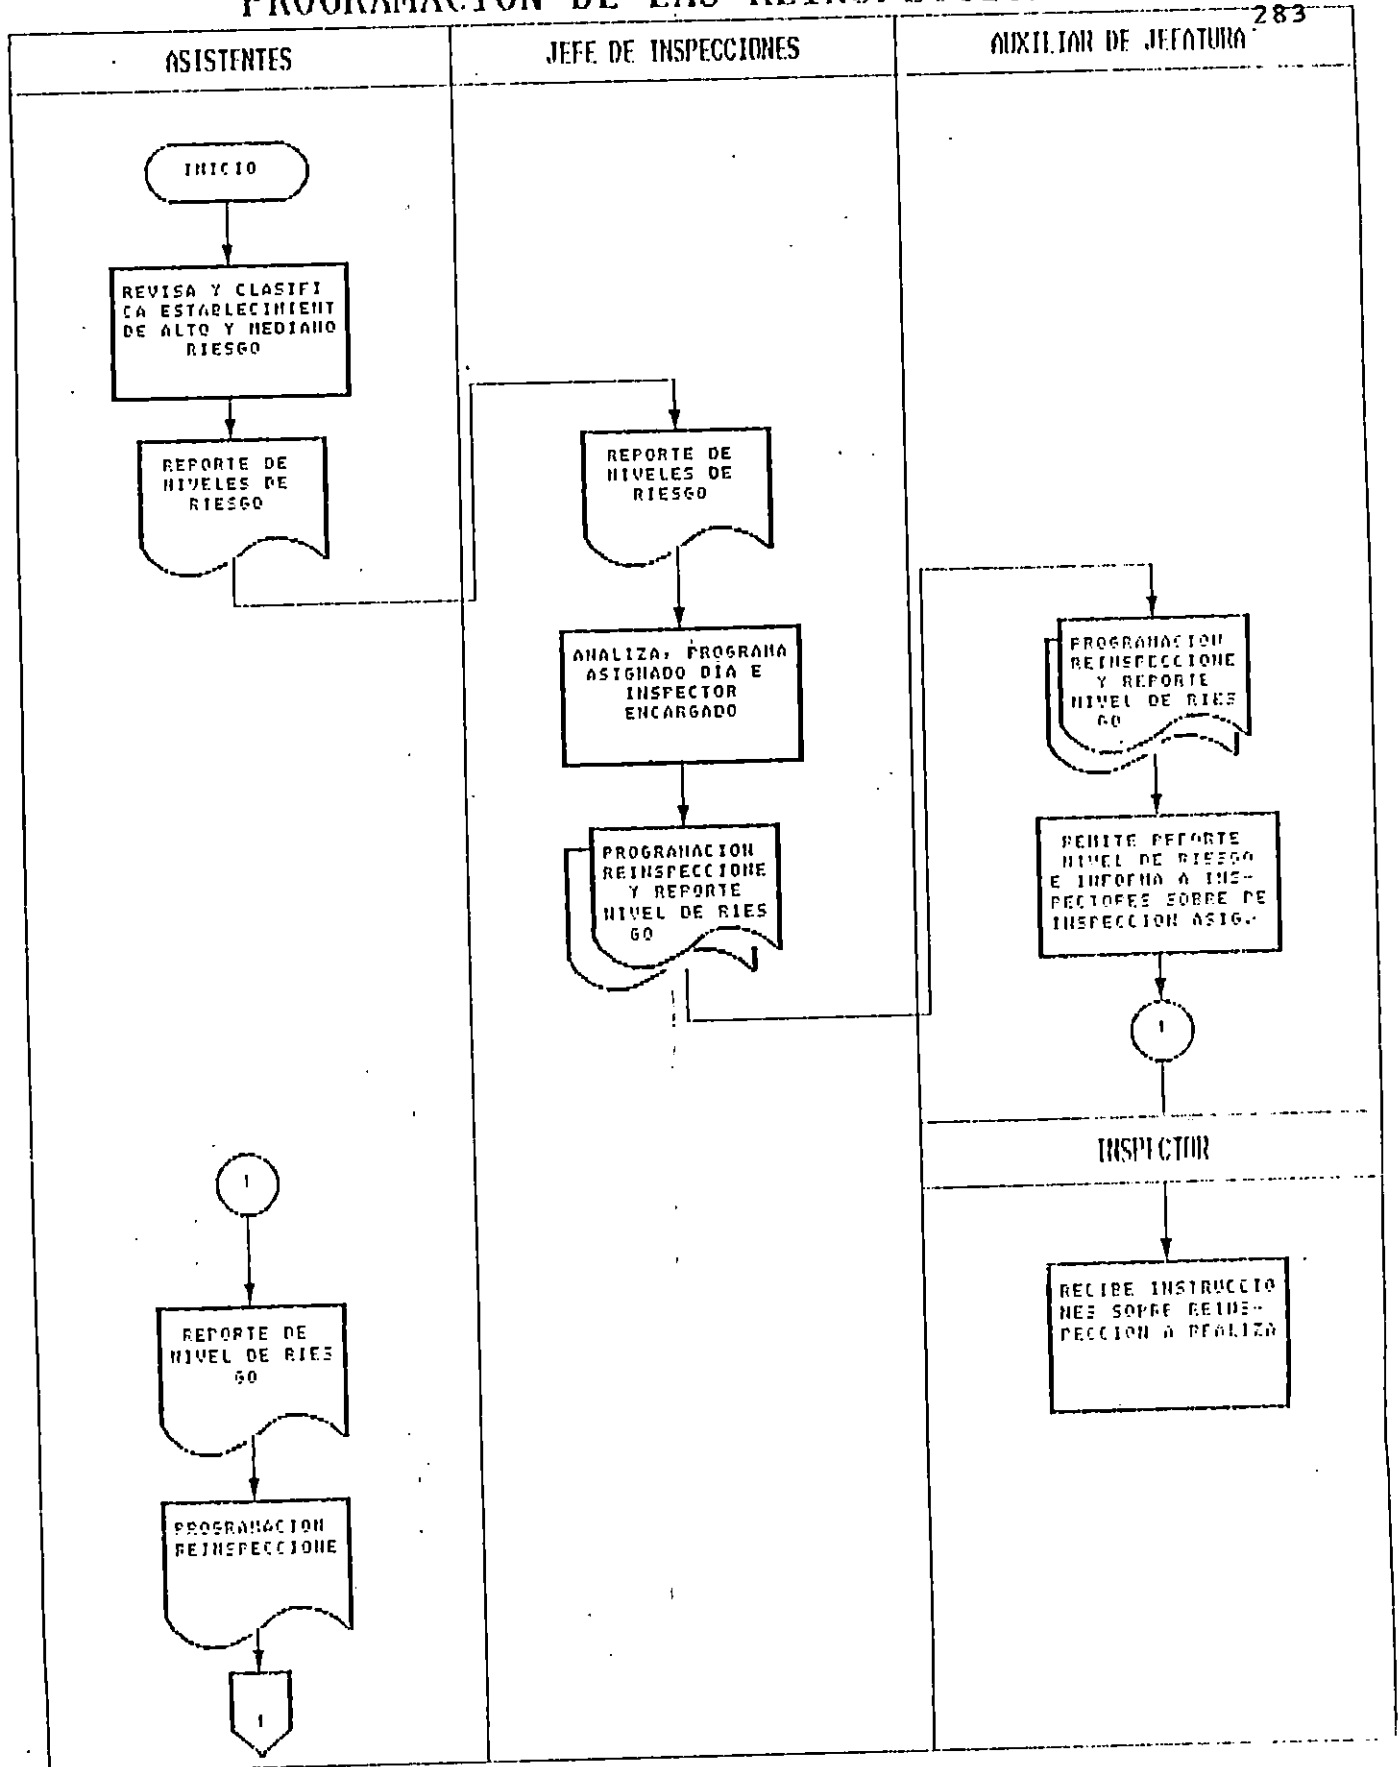 PROGRAMACION DE LAS
283
ASISTENTES
JEFE DE INSPECCIONES
AUXILIAR DE JEFATURA
INICIO
REVISA Y CLASIFI
CA ESTABLECIMIENT
DE ALTO Y MEDIANO
RIESGO
REPORTE DE
NIVELES DE
RIESGO
REPORTE DE
NIVELES DE
RIESGO
ANALIZA, PROGRAMA
ASIGNADO DIA E
INSPECTOR
ENCARGADO
PROGRAMACION
REINSPECCIONE
Y REPORTE
NIVEL DE RIES
GO
PROGRAMACION
REINSPECCIONE
Y REPORTE
NIVEL DE RIES
GO
REMITE REPORTE
NIVEL DE RIESGO
E INFORMA A INS-
PECTORES SOBRE RE
INSPECCION ASIG.
1
INSPECTOR
RECIBE INSTRUCCIO
NES SOBRE REINS-
PECCION A REALIZA
1
REPORTE DE
NIVEL DE RIES
GO
PROGRAMACION
REINSPECCIONE
1